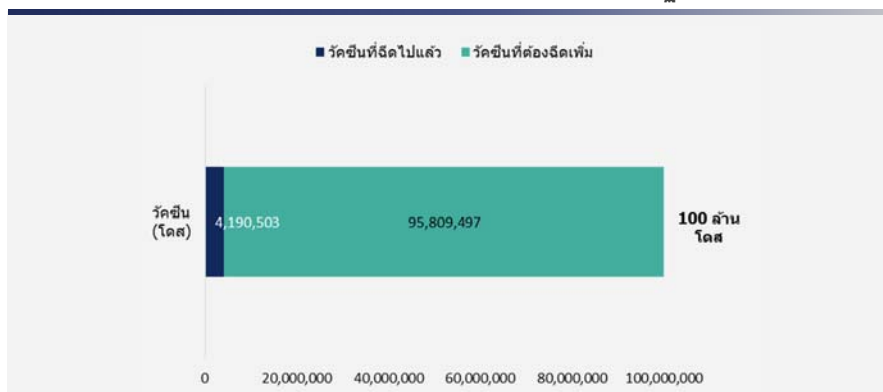 วัคซีนที่ฉีดไปแล้ว วัคซีนที่ต้องฉีดเพิ่ม
วัคซีน
(โดส)
4,190,503 95,809,497
100 ล้าน
โดส
0 20,000,000 40,000,000 60,000,000 80,000,000 100,000,000